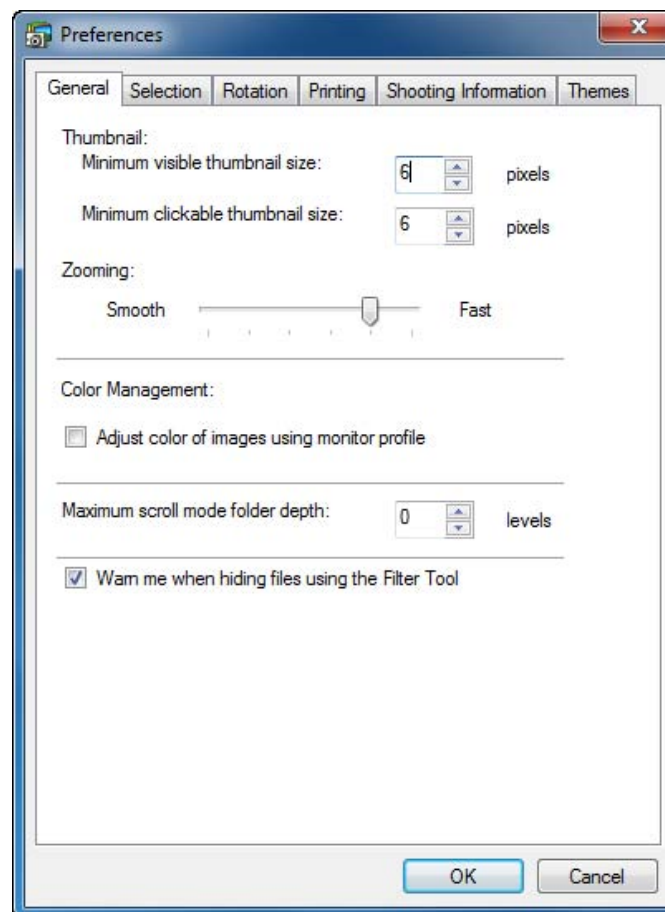 Preferences
General Selection Rotation Printing Shooting Information Themes
Thumbnail:
Minimum visible thumbnail size: 6 pixels
Minimum clickable thumbnail size: 6 pixels
Zooming:
Smooth Fast
Color Management:
Adjust color of images using monitor profile
Maximum scroll mode folder depth: 0 levels
Warn me when hiding files using the Filter Tool
OK Cancel